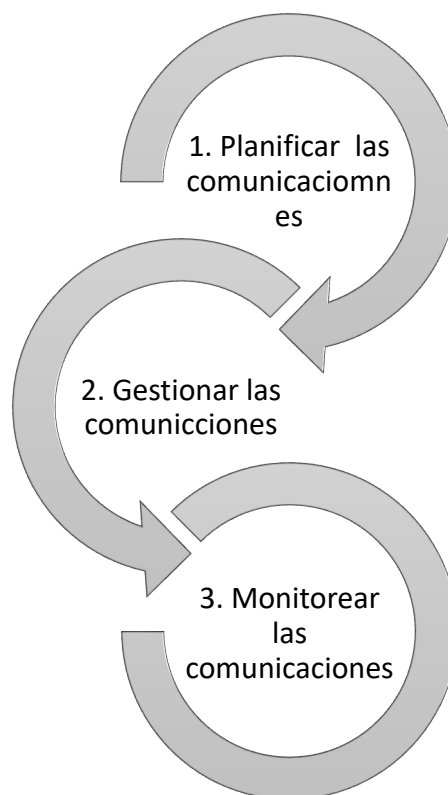 1. Planificar las
comunicaciomn
es
2. Gestionar las
comunicciones
3. Monitorear
las
comunicaciones